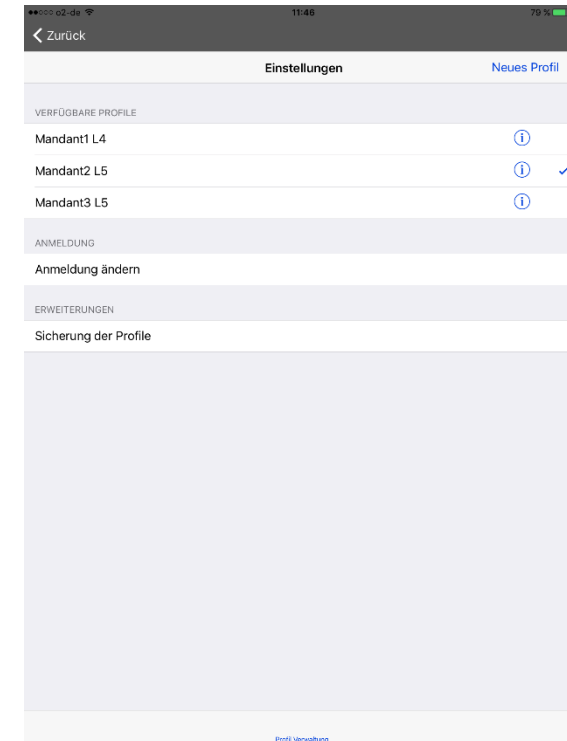 o2-de 11:46 79 %
Zurück
Einstellungen Neues Profil
VERFÜGBARE PROFILE
Mandant1 L4
Mandant2 L5
Mandant3 L5
ANMELDUNG
Anmeldung ändern
ERWEITERUNGEN
Sicherung der Profile
Profil Verwaltung